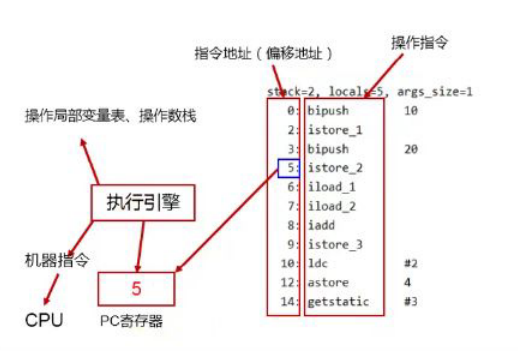 操作指令
指令地址（偏移地址）
stack=2, locals=5, args_size=1
0: bipush 10
2: istore_1
3: bipush 20
5: istore_2
6: iload_1
7: iload_2
8: iadd
9: istore_3
10: ldc #2
12: astore 4
14: getstatic #3
操作局部变量表、操作数栈
执行引擎
机器指令
5
CPU
PC寄存器